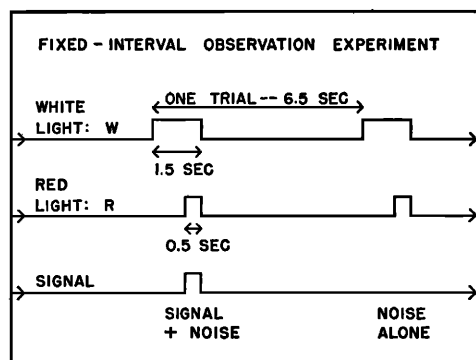 FIXED-INTERVAL OBSERVATION EXPERIMENT
ONE TRIAL -- 6.5 SEC
WHITE
LIGHT: W
1.5 SEC
RED
LIGHT: R
0.5 SEC
SIGNAL
SIGNAL
+ NOISE
NOISE
ALONE